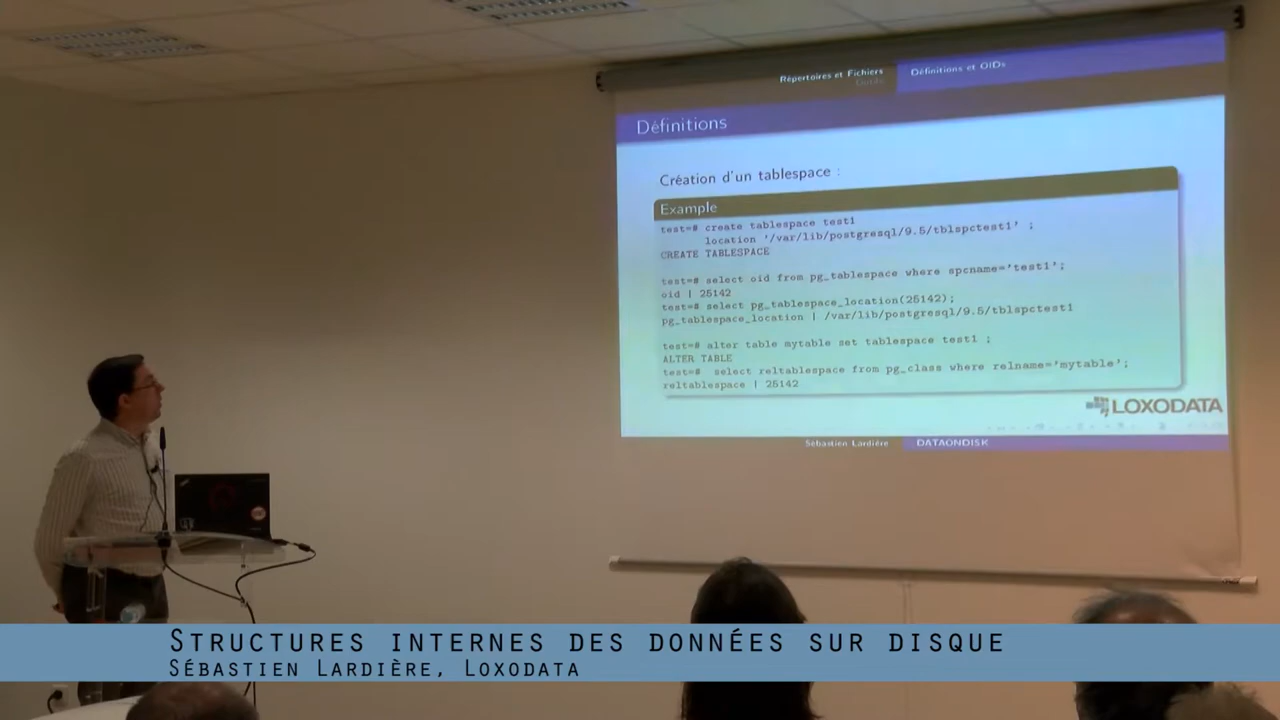 Répertoires et Fichiers
Définitions et OIDs
Définitions
Création d'un tablespace :
Example
test=# create tablespace test1
location '/var/lib/postgresql/9.5/tblspctest1' ;
CREATE TABLESPACE
test=# select oid from pg_tablespace where spcname='test1';
oid | 25142
test=# select pg_tablespace_location(25142);
pg_tablespace_location | /var/lib/postgresql/9.5/tblspctest1
test=# alter table mytable set tablespace test1 ;
ALTER TABLE
test=# select reltablespace from pg_class where relname='mytable';
reltablespace | 25142
LOXODATA
Sébastien Lardière
DATAONDISK
STRUCTURES INTERNES DES DONNÉES SUR DISQUE
SÉBASTIEN LARDIÈRE, LOXODATA